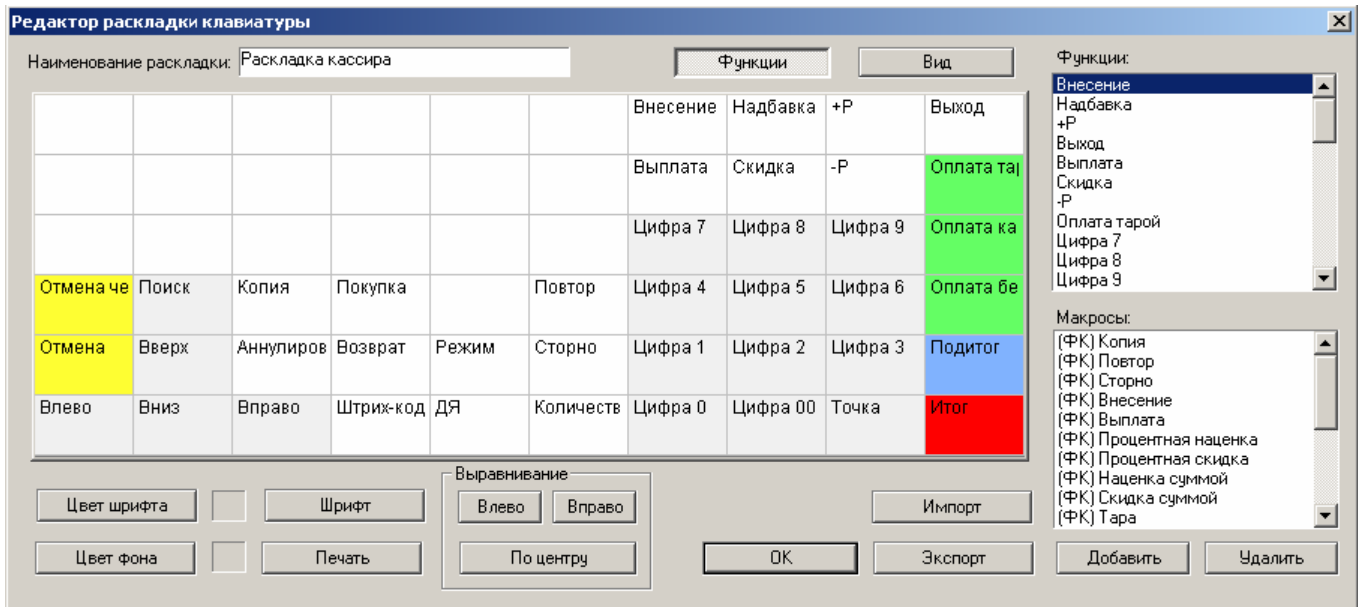 Редактор раскладки клавиатуры
Наименование раскладки: Раскладка кассира Функции Вид
Внесение Надбавка +Р Выход
Выплата Скидка -Р Оплата тар
Цифра 7 Цифра 8 Цифра 9 Оплата ка
Отмена че Поиск Копия Покупка Повтор Цифра 4 Цифра 5 Цифра 6 Оплата бе
Отмена Вверх Аннулиров Возврат Режим Сторно Цифра 1 Цифра 2 Цифра 3 Подитог
Влево Вниз Вправо Штрих-код ДЯ Количеств Цифра 0 Цифра 00 Точка Итог
Функции:
Внесение
Надбавка
+Р
Выход
Выплата
Скидка
-Р
Оплата тарой
Цифра 7
Цифра 8
Цифра 9
Макросы:
(ФК) Копия
(ФК) Повтор
(ФК) Сторно
(ФК) Внесение
(ФК) Выплата
(ФК) Процентная наценка
(ФК) Процентная скидка
(ФК) Наценка суммой
(ФК) Скидка суммой
(ФК) Тара
Выравнивание
Цвет шрифта Шрифт Влево Вправо Импорт
Цвет фона Печать По центру OK Экспорт Добавить Удалить